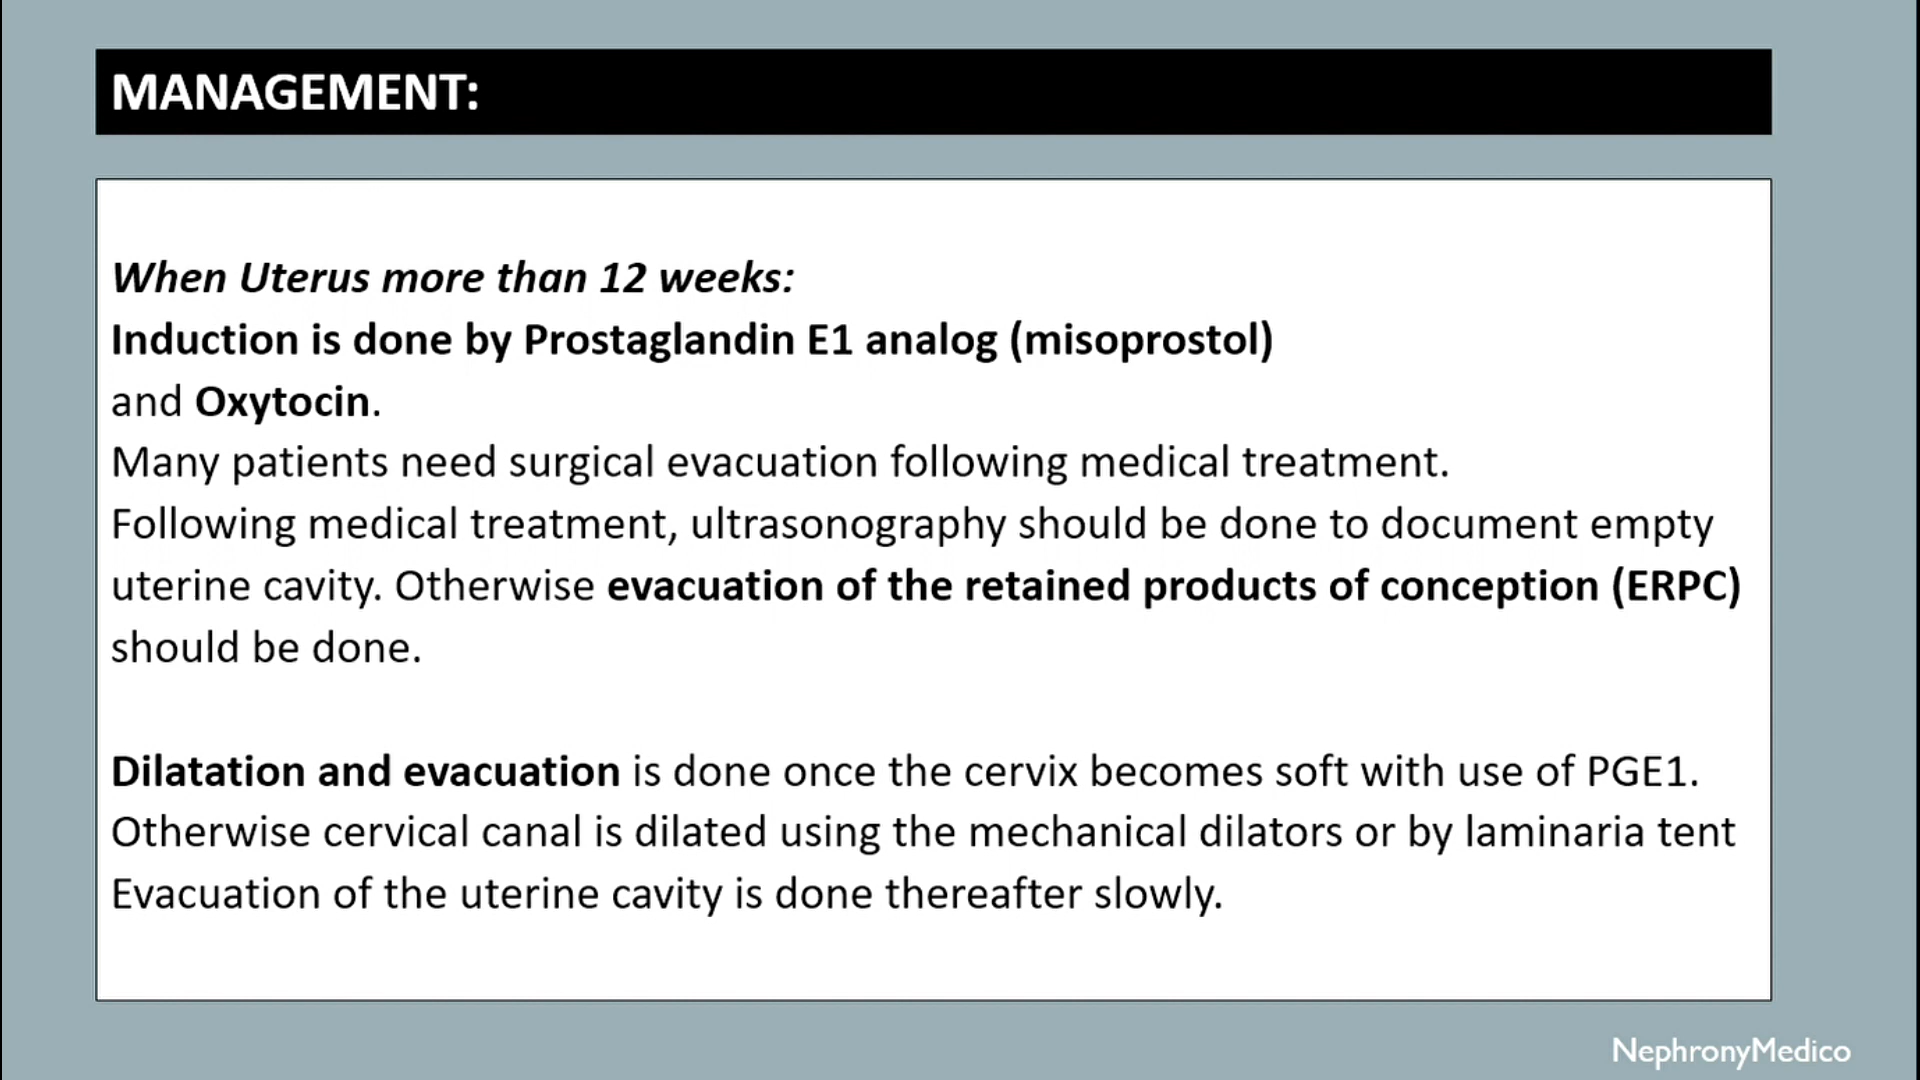 MANAGEMENT:
When Uterus more than 12 weeks:
Induction is done by Prostaglandin E1 analog (misoprostol)
and Oxytocin.
Many patients need surgical evacuation following medical treatment.
Following medical treatment, ultrasonography should be done to document empty
uterine cavity. Otherwise evacuation of the retained products of conception (ERPC)
should be done.
Dilatation and evacuation is done once the cervix becomes soft with use of PGE1.
Otherwise cervical canal is dilated using the mechanical dilators or by laminaria tent
Evacuation of the uterine cavity is done thereafter slowly.
NephronyMedico